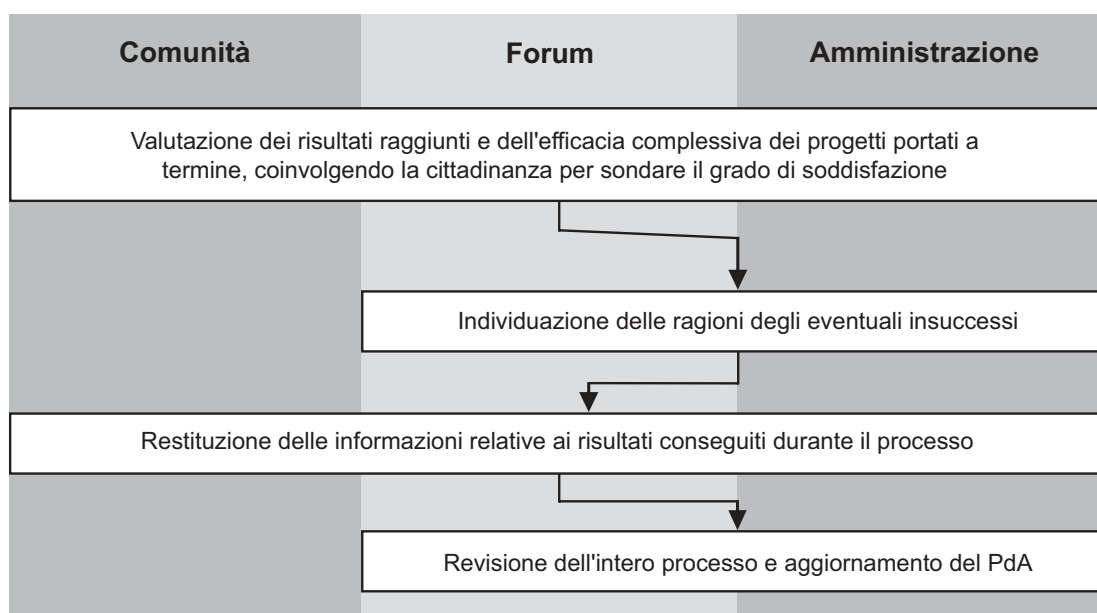 Comunità
Forum
Amministrazione
Valutazione dei risultati raggiunti e dell'efficacia complessiva dei progetti portati a
termine, coinvolgendo la cittadinanza per sondare il grado di soddisfazione
Individuazione delle ragioni degli eventuali insuccessi
Restituzione delle informazioni relative ai risultati conseguiti durante il processo
Revisione dell'intero processo e aggiornamento del PdA